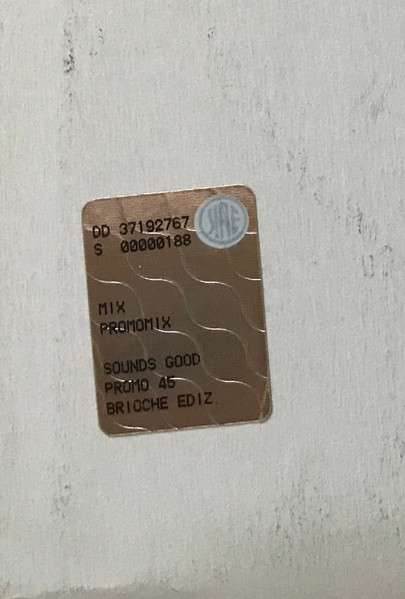 SIAE
DD 37192767
S 00000188
MIX
PROMOMIX
SOUNDS GOOD
PROMO 45
BRIOCHE EDIZ.